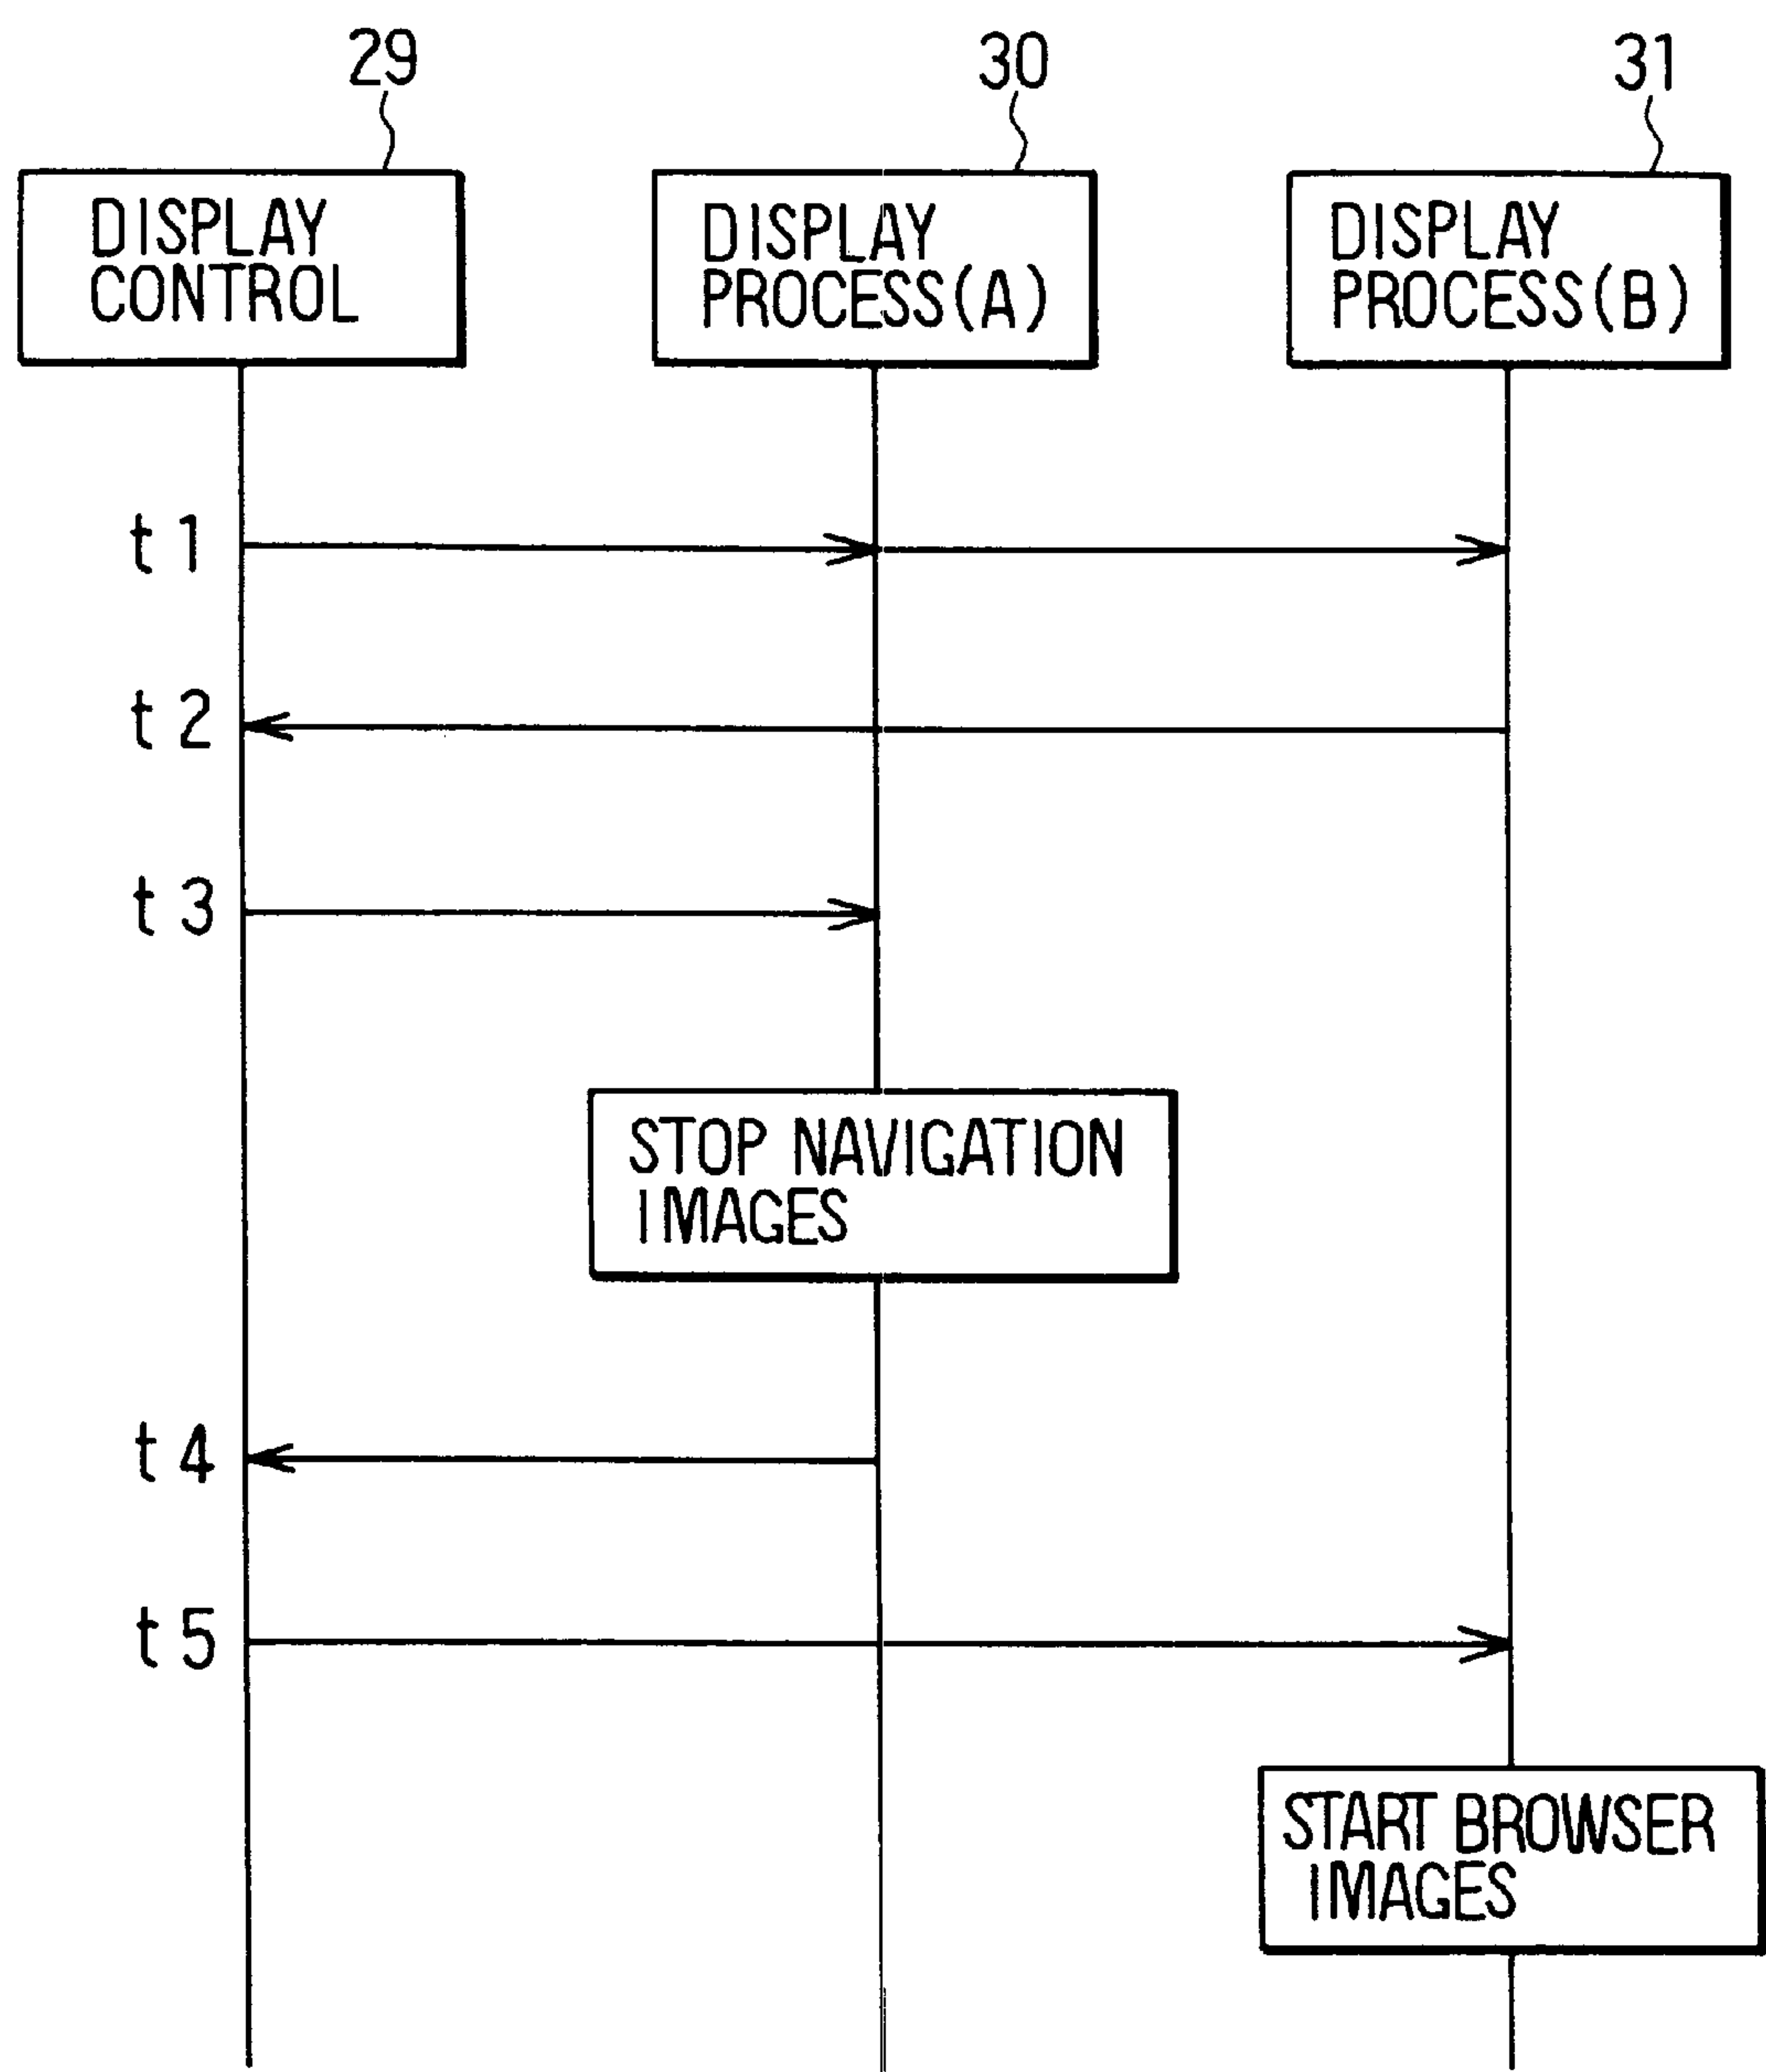 29
30
31
DISPLAY
CONTROL
DISPLAY
PROCESS(A)
DISPLAY
PROCESS(B)
t1
t2
t3
STOP NAVIGATION
IMAGES
t4
t5
START BROWSER
IMAGES